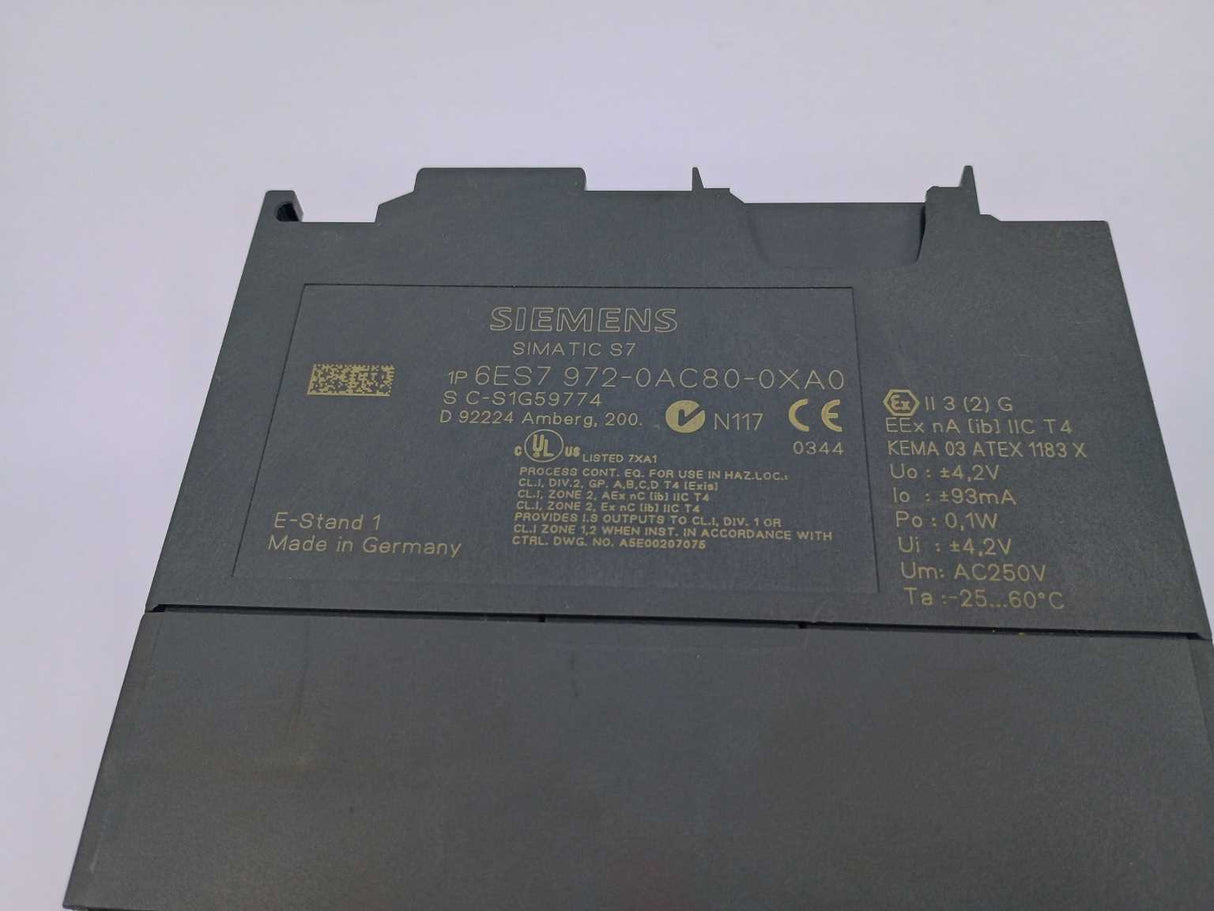 SIEMENS
SIMATIC S7
1P 6ES7 972-0AC80-0XA0
S C-S1G59774
D 92224 Amberg, 200.
N117
CE
0344
C UL US LISTED 7XA1
PROCESS CONT. EQ. FOR USE IN HAZ.LOC.:
CL.I, DIV.2, GP. A,B,C,D T4 [Exis]
CL.I, ZONE 2, AEx nC [ib] IIC T4
CL.I, ZONE 2, Ex nC [ib] IIC T4
PROVIDES I.S OUTPUTS TO CL.I, DIV. 1 OR
CL.I ZONE 1,2 WHEN INST. IN ACCORDANCE WITH
CTRL. DWG. NO. A5E00207075
E-Stand 1
Made in Germany
Ex II 3 (2) G
EEx nA [ib] IIC T4
KEMA 03 ATEX 1183 X
Uo : ±4,2V
Io : ±93mA
Po : 0,1W
Ui : ±4,2V
Um: AC250V
Ta :-25...60°C